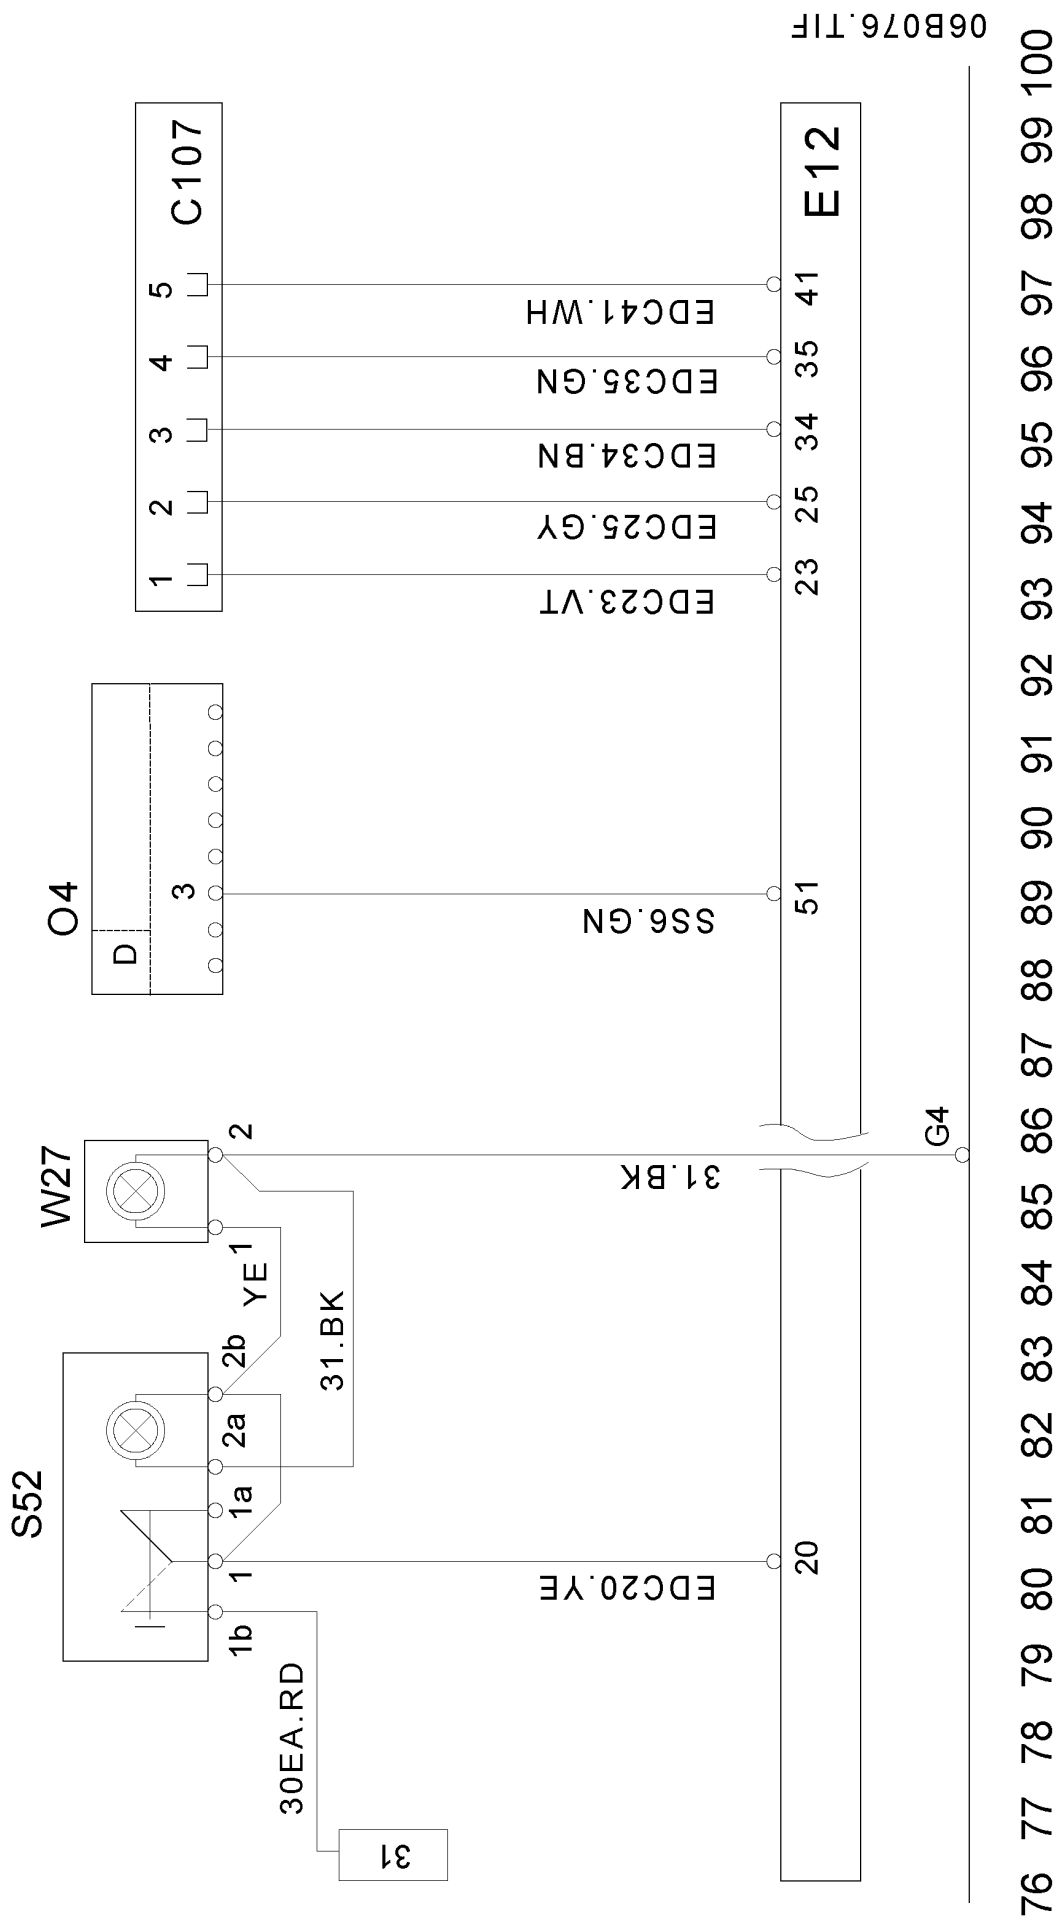 S52
W27
O4
C107
D
3
1
2
3
4
5
1b
1
1a
2a
2b
1
2
YE
31.BK
30EA.RD
31
EDC20.YE
31.BK
SS6.GN
EDC23.VT
EDC25.GY
EDC34.BN
EDC35.GN
EDC41.WH
20
51
23
25
34
35
41
E12
G4
06B076.TIF
76 77 78 79 80 81 82 83 84 85 86 87 88 89 90 91 92 93 94 95 96 97 98 99 100